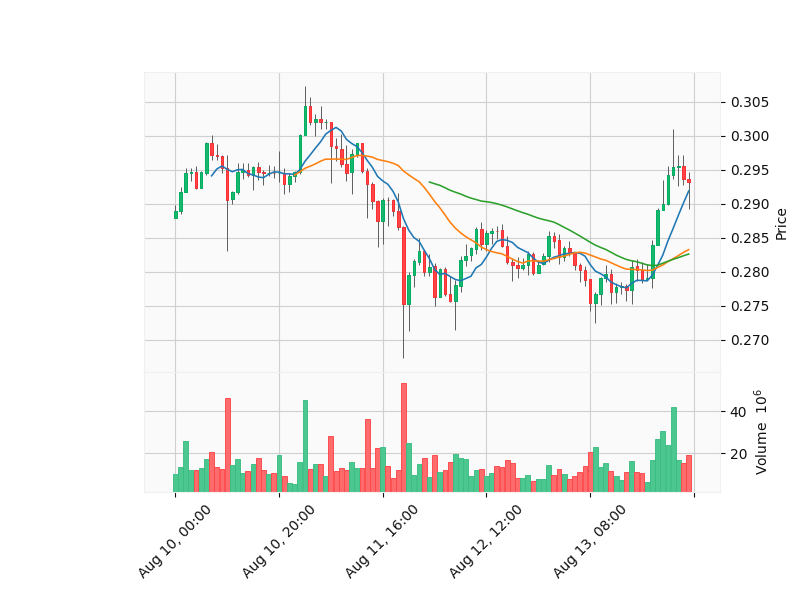 0.305
0.300
0.295
0.290
0.285
0.280
0.275
0.270
Price
40
20
Volume 10^6
Aug 10, 00:00
Aug 10, 20:00
Aug 11, 16:00
Aug 12, 12:00
Aug 13, 08:00